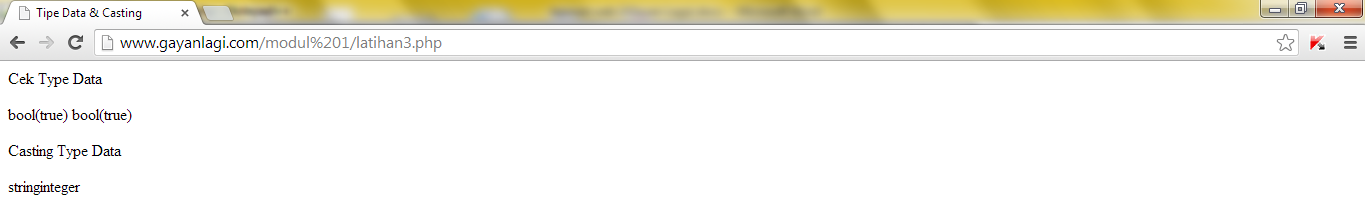 Tipe Data & Casting
www.gayanlagi.com/modul%201/latihan3.php
Cek Type Data
bool(true) bool(true)
Casting Type Data
stringinteger